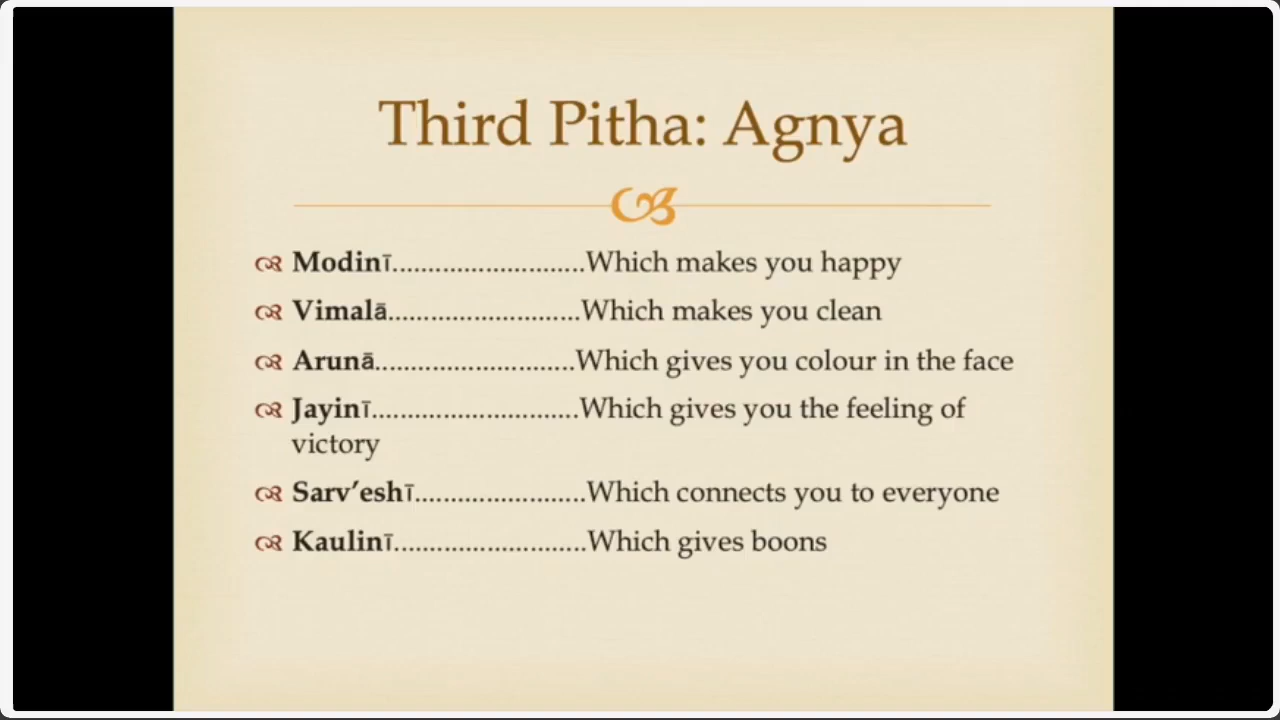 Third Pitha: Agnya
Modinī...........................Which makes you happy
Vimalā...........................Which makes you clean
Arunā............................Which gives you colour in the face
Jayinī.............................Which gives you the feeling of
victory
Sarv’eshī........................Which connects you to everyone
Kaulinī...........................Which gives boons